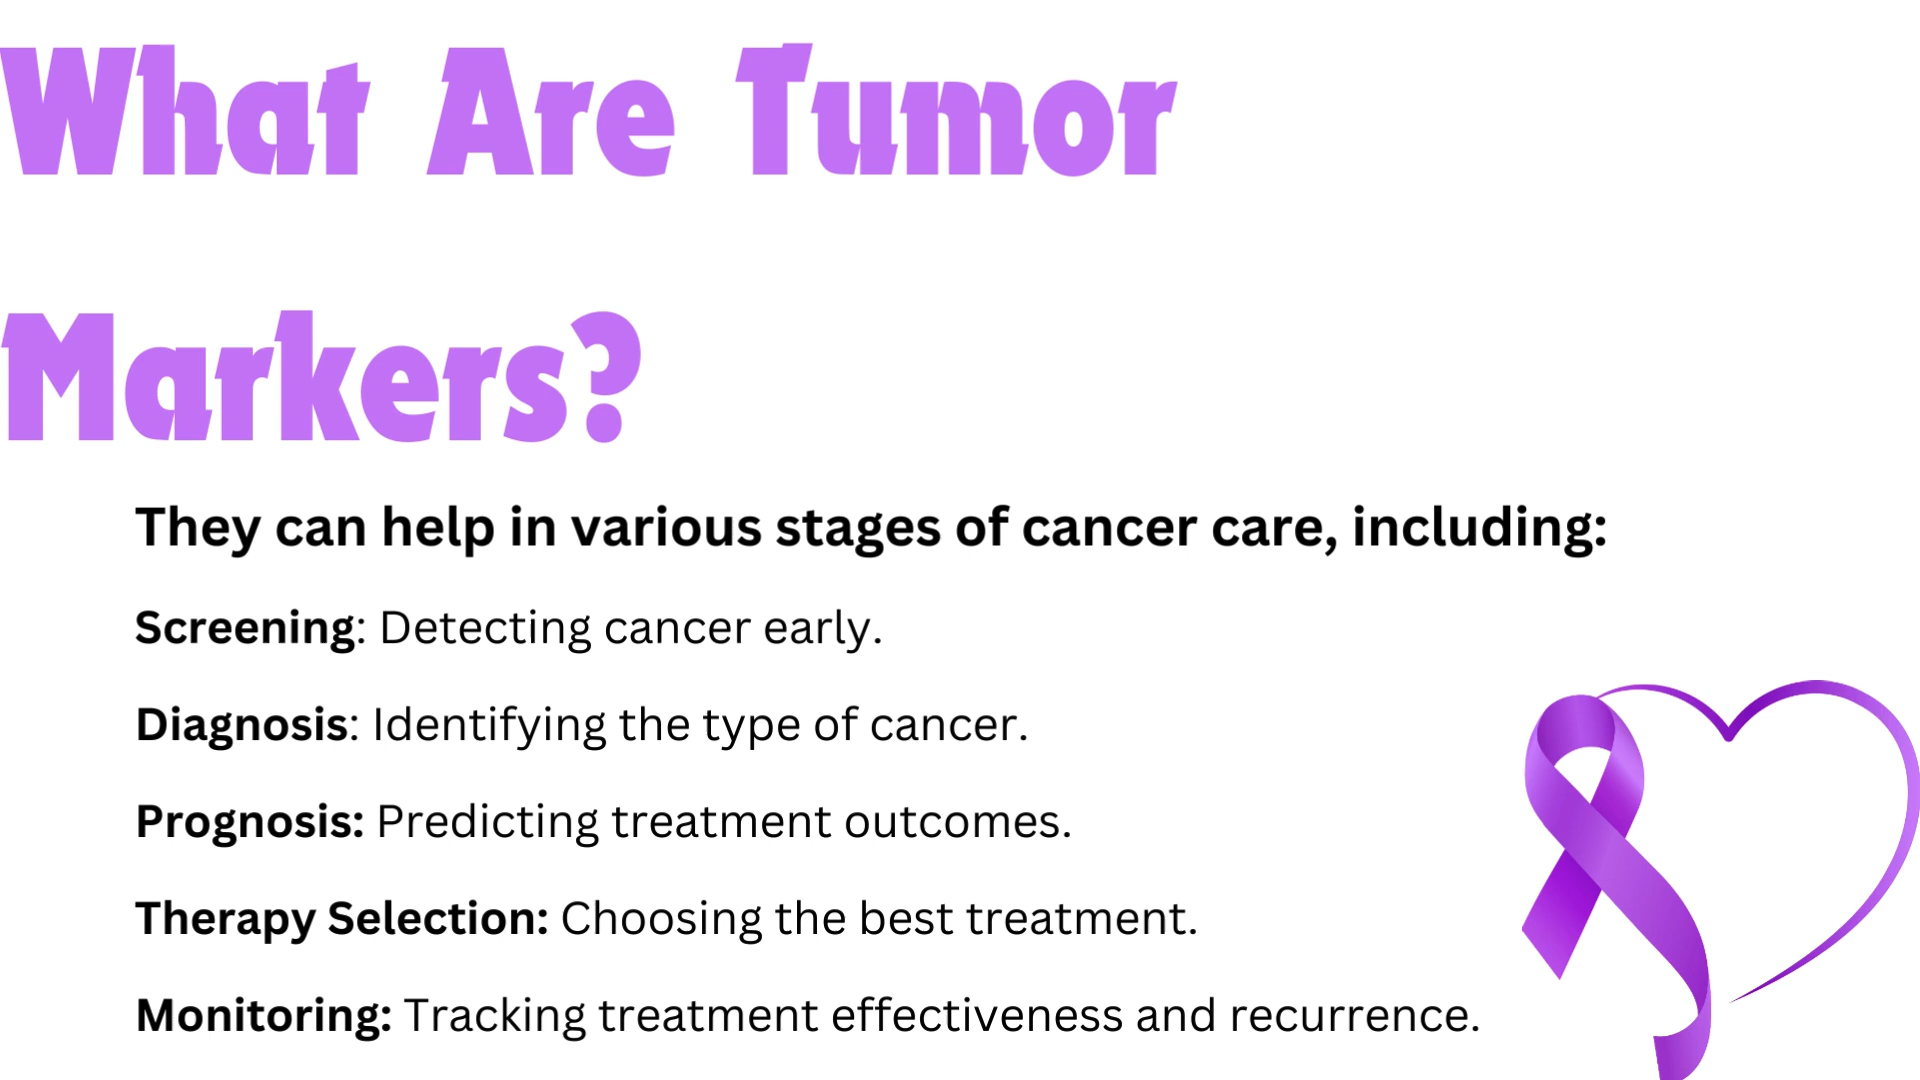 What Are Tumor
Markers?
They can help in various stages of cancer care, including:
Screening: Detecting cancer early.
Diagnosis: Identifying the type of cancer.
Prognosis: Predicting treatment outcomes.
Therapy Selection: Choosing the best treatment.
Monitoring: Tracking treatment effectiveness and recurrence.